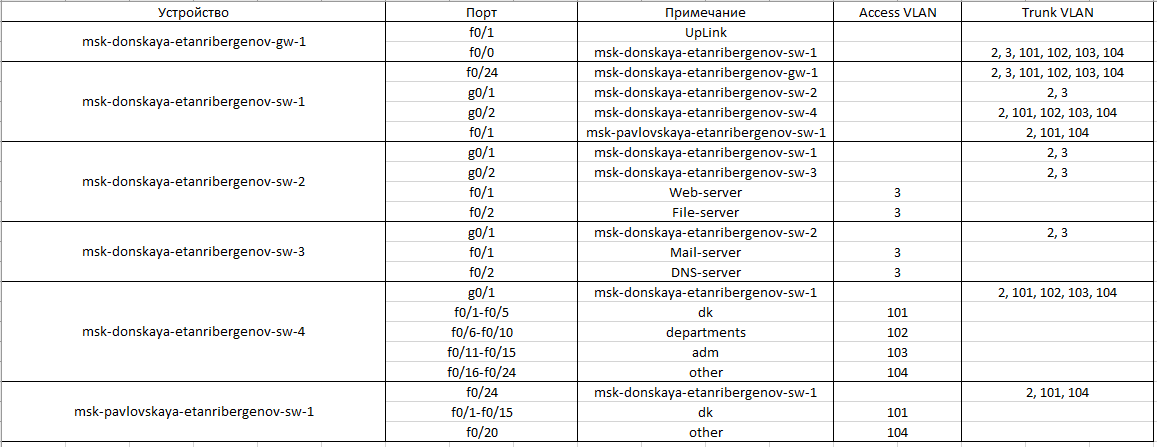 Устройство Порт Примечание Access VLAN Trunk VLAN
msk-donskaya-etanribergenov-gw-1 f0/1 UpLink
f0/0 msk-donskaya-etanribergenov-sw-1 2, 3, 101, 102, 103, 104
msk-donskaya-etanribergenov-sw-1 f0/24 msk-donskaya-etanribergenov-gw-1 2, 3, 101, 102, 103, 104
g0/1 msk-donskaya-etanribergenov-sw-2 2, 3
g0/2 msk-donskaya-etanribergenov-sw-4 2, 101, 102, 103, 104
f0/1 msk-pavlovskaya-etanribergenov-sw-1 2, 101, 104
msk-donskaya-etanribergenov-sw-2 g0/1 msk-donskaya-etanribergenov-sw-1 2, 3
g0/2 msk-donskaya-etanribergenov-sw-3 2, 3
f0/1 Web-server 3
f0/2 File-server 3
msk-donskaya-etanribergenov-sw-3 g0/1 msk-donskaya-etanribergenov-sw-2 2, 3
f0/1 Mail-server 3
f0/2 DNS-server 3
msk-donskaya-etanribergenov-sw-4 g0/1 msk-donskaya-etanribergenov-sw-1 2, 101, 102, 103, 104
f0/1-f0/5 dk 101
f0/6-f0/10 departments 102
f0/11-f0/15 adm 103
f0/16-f0/24 other 104
msk-pavlovskaya-etanribergenov-sw-1 f0/24 msk-donskaya-etanribergenov-sw-1 2, 101, 104
f0/1-f0/15 dk 101
f0/20 other 104